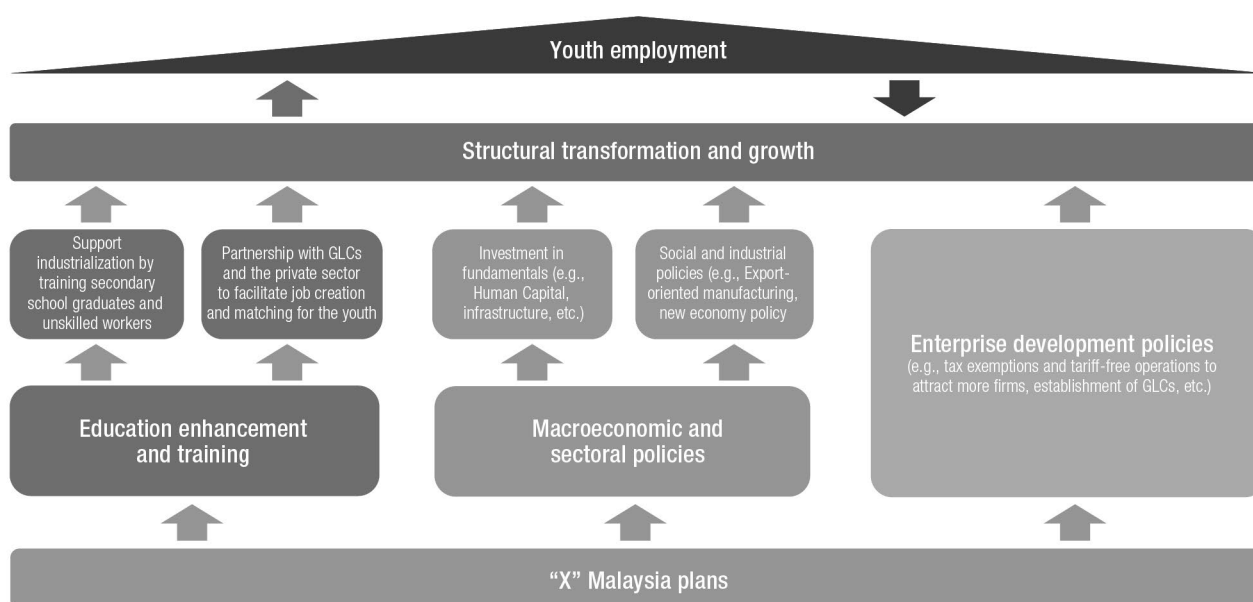 Youth employment
Structural transformation and growth
Support
industrialization by
training secondary
school graduates and
unskilled workers
Partnership with GLCs
and the private sector
to facilitate job creation
and matching for the youth
Investment in
fundamentals (e.g.,
Human Capital,
infrastructure, etc.)
Social and industrial
policies (e.g., Export-
oriented manufacturing,
new economy policy
Enterprise development policies
(e.g., tax exemptions and tariff-free operations to
attract more firms, establishment of GLCs, etc.)
Education enhancement
and training
Macroeconomic and
sectoral policies
“X” Malaysia plans